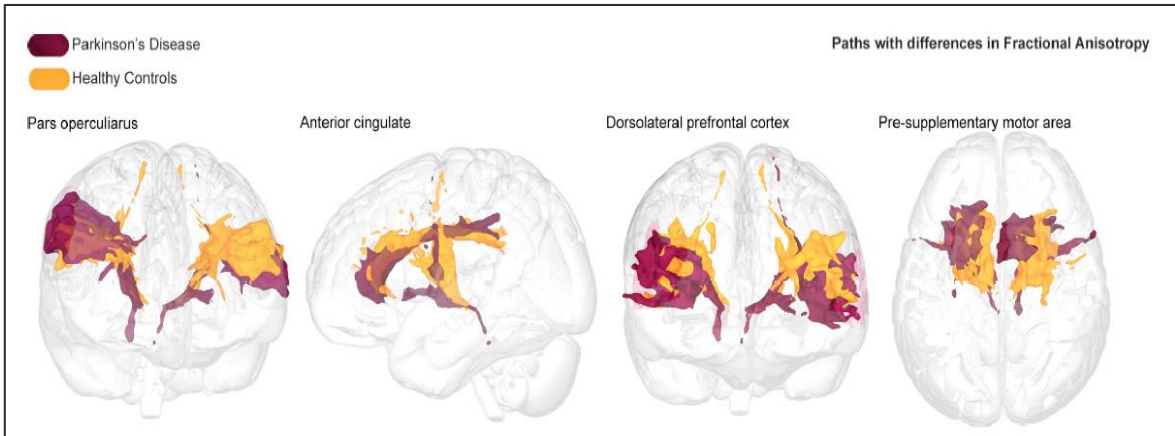 Parkinson's Disease
Paths with differences in Fractional Anisotropy
Healthy Controls
Pars operculiarus
Anterior cingulate
Dorsolateral prefrontal cortex
Pre-supplementary motor area